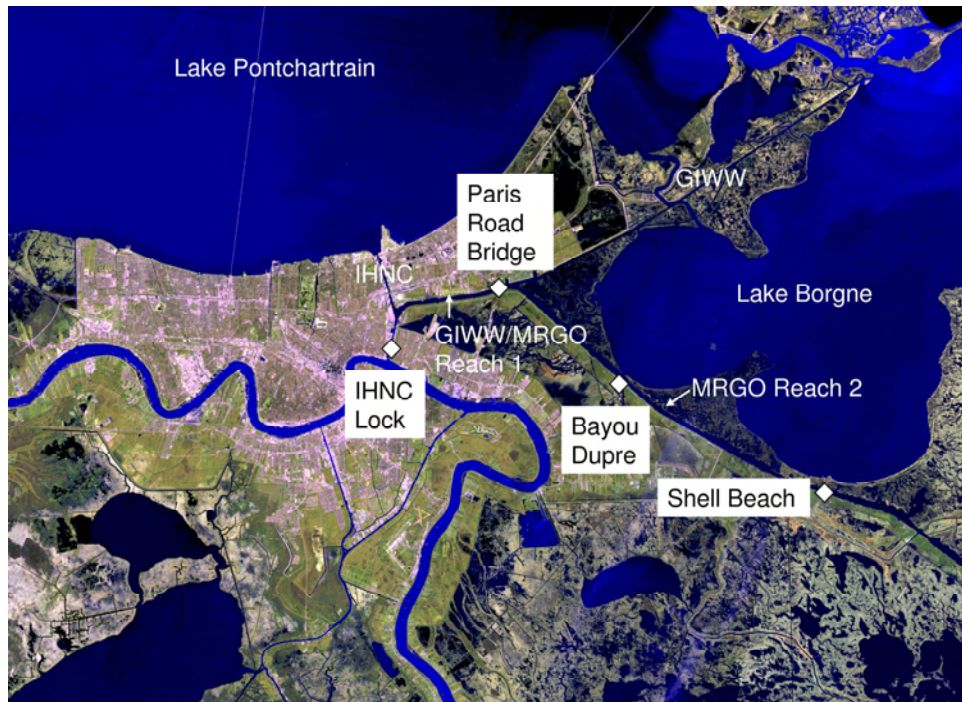 Lake Pontchartrain
GIWW
Paris
Road
Bridge
IHNC
Lake Borgne
GIWW/MRGO
Reach 1
MRGO Reach 2
IHNC
Lock
Bayou
Dupre
Shell Beach